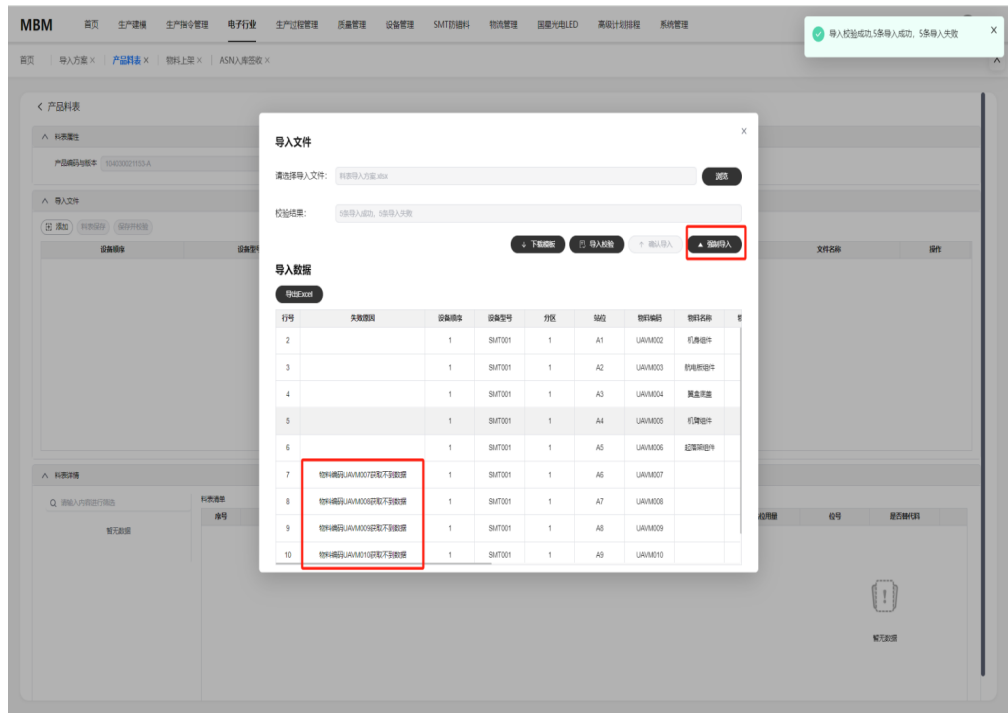 MBM 首页 生产建模 生产指令管理 电子行业 生产过程管理 质量管理 设备管理 SMT防错料 物流管理 国星光电LED 高级计划排程 系统管理
导入校验成功,5条导入成功，5条导入失败 X
首页 导入方案 × 产品料表 × 物料上架 × ASN入库签收 ×
产品料表
料表属性
产品编码与版本 104030021103-A
导入文件
添加 料表保存 保存并校验
设备顺序 设备型号 文件名称 操作
料表详情
请输入内容进行筛选
暂无数据
料表清单
序号 位用量 位号 是否替代料
暂无数据
导入文件 X
请选择导入文件： 料表导入方案.xlsx 浏览
校验结果： 5条导入成功，5条导入失败
下载模板 导入校验 确认导入 强制导入
导入数据
导出Excel
行号 失败原因 设备顺序 设备型号 分区 站位 物料编码 物料名称
2 1 SMT001 1 A1 UAVM002 机身组件
3 1 SMT001 1 A2 UAVM003 航电板组件
4 1 SMT001 1 A3 UAVM004 翼盒底盖
5 1 SMT001 1 A4 UAVM005 机臂组件
6 1 SMT001 1 A5 UAVM006 起落架组件
7 物料编码UAVM007获取不到数据 1 SMT001 1 A6 UAVM007
8 物料编码UAVM008获取不到数据 1 SMT001 1 A7 UAVM008
9 物料编码UAVM009获取不到数据 1 SMT001 1 A8 UAVM009
10 物料编码UAVM010获取不到数据 1 SMT001 1 A9 UAVM010